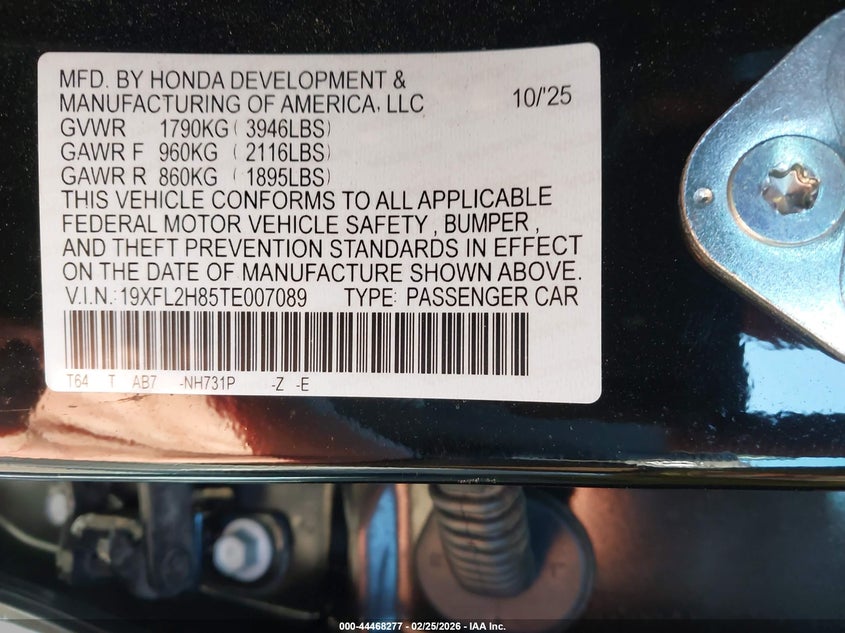 MFD. BY HONDA DEVELOPMENT &
MANUFACTURING OF AMERICA, LLC 10/'25
GVWR 1790KG ( 3946LBS)
GAWR F 960KG ( 2116LBS)
GAWR R 860KG ( 1895LBS)
THIS VEHICLE CONFORMS TO ALL APPLICABLE
FEDERAL MOTOR VEHICLE SAFETY , BUMPER ,
AND THEFT PREVENTION STANDARDS IN EFFECT
ON THE DATE OF MANUFACTURE SHOWN ABOVE.
V.I.N.:19XFL2H85TE007089 TYPE: PASSENGER CAR
T64 T AB7 -NH731P -Z -E
000-44468277 - 02/25/2026 - IAA Inc.